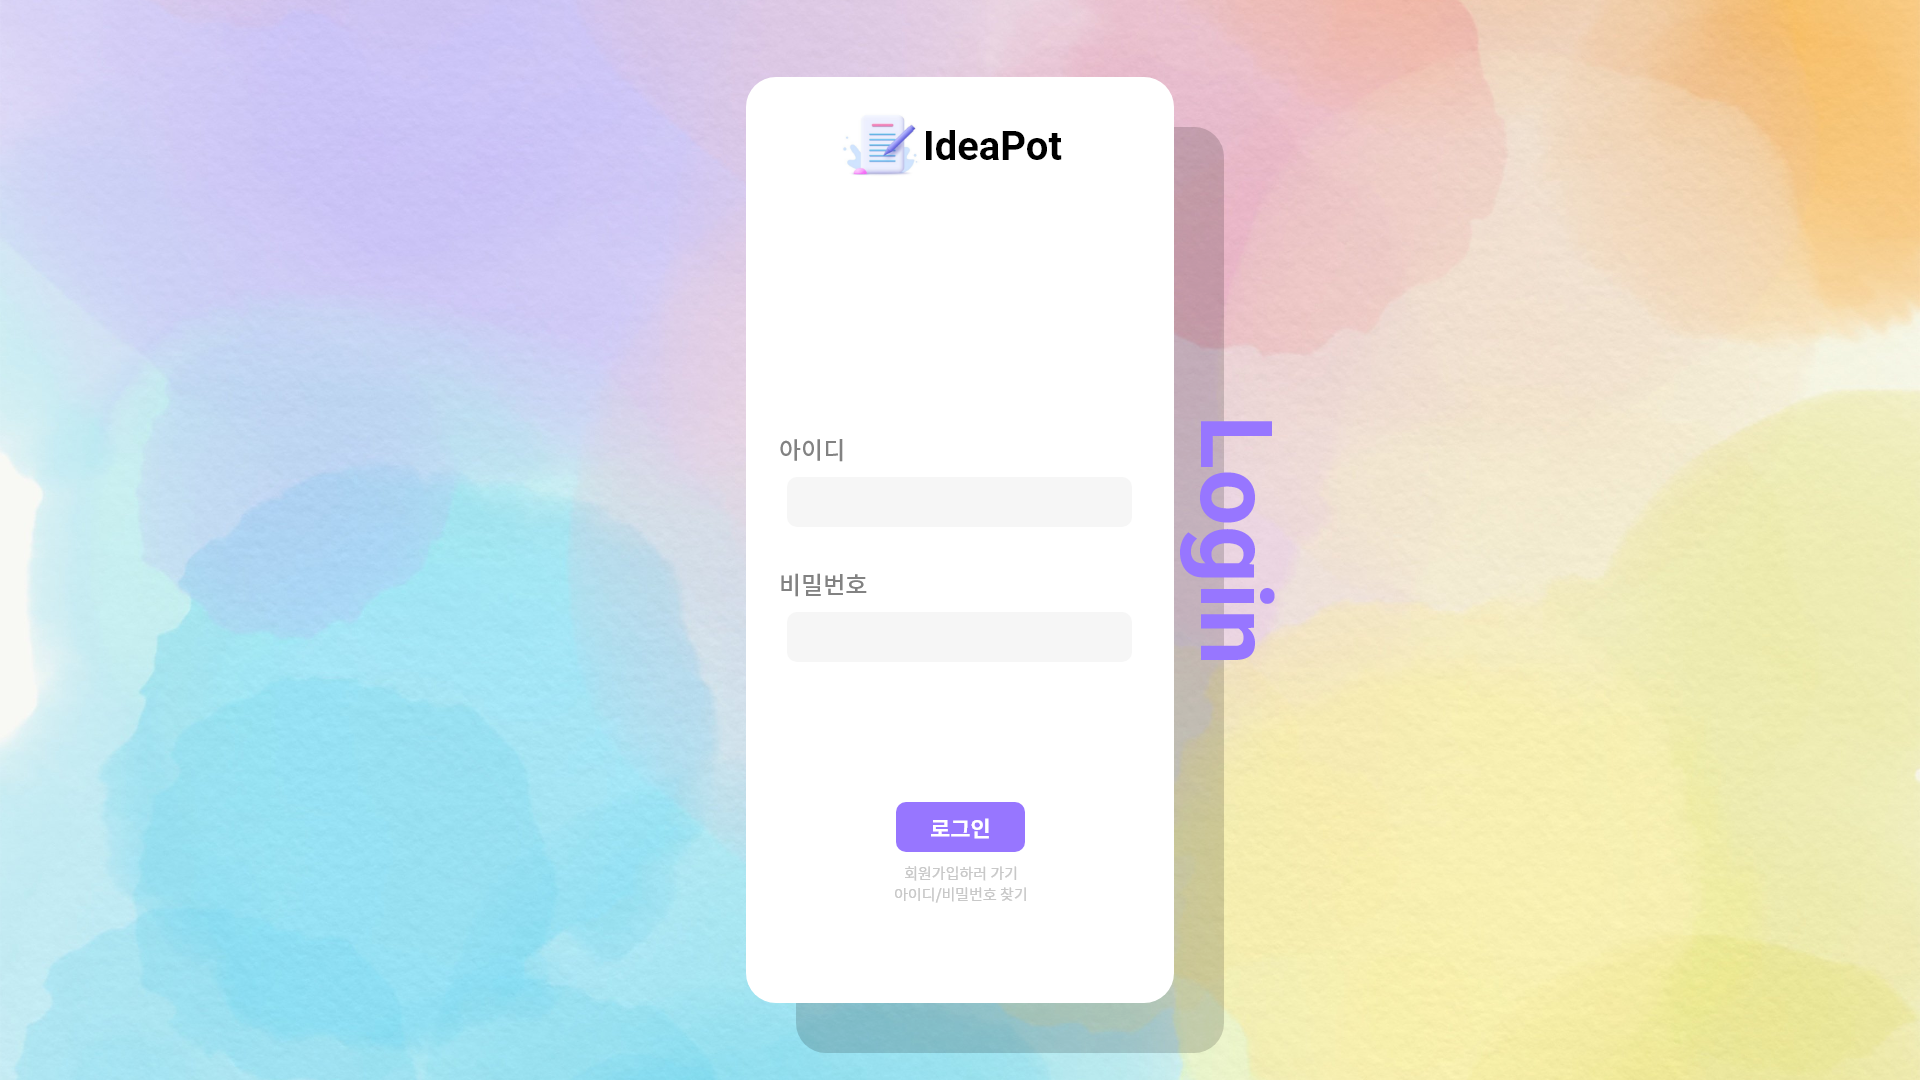 IdeaPot
아이디
비밀번호
Login
로그인
회원가입하러 가기
아이디/비밀번호 찾기